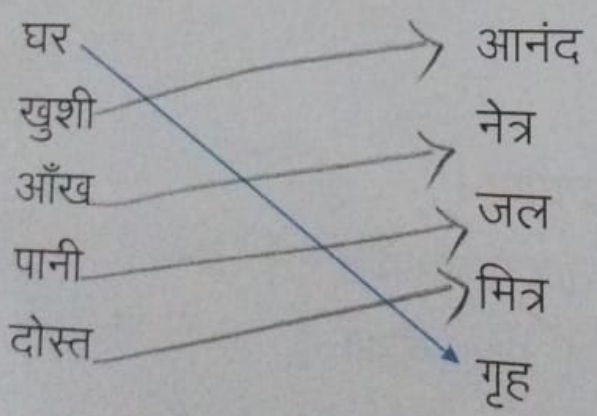 घर आनंद
खुशी नेत्र
आँख जल
पानी मित्र
दोस्त गृह